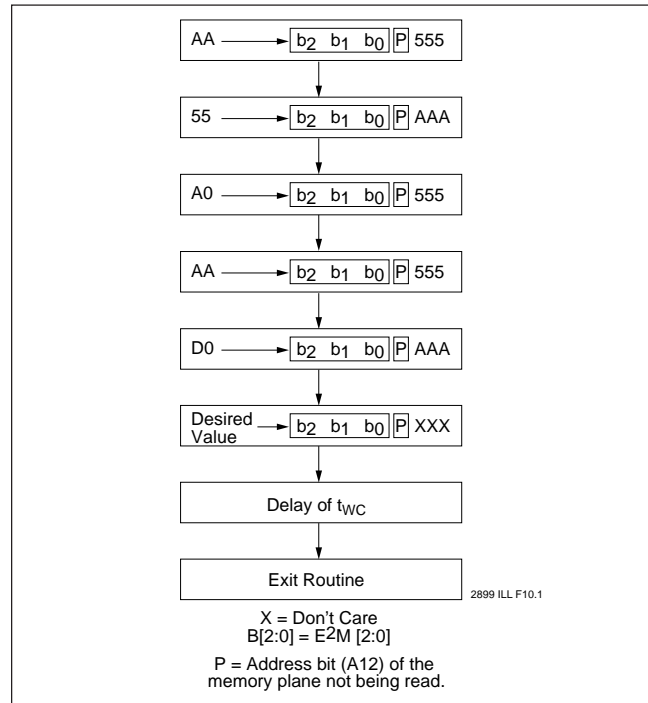 AA b2 b1 b0 P 555
55 b2 b1 b0 P AAA
A0 b2 b1 b0 P 555
AA b2 b1 b0 P 555
D0 b2 b1 b0 P AAA
Desired
Value b2 b1 b0 P XXX
Delay of tWC
Exit Routine
2899 ILL F10.1
X = Don't Care
B[2:0] = E2M [2:0]
P = Address bit (A12) of the
memory plane not being read.